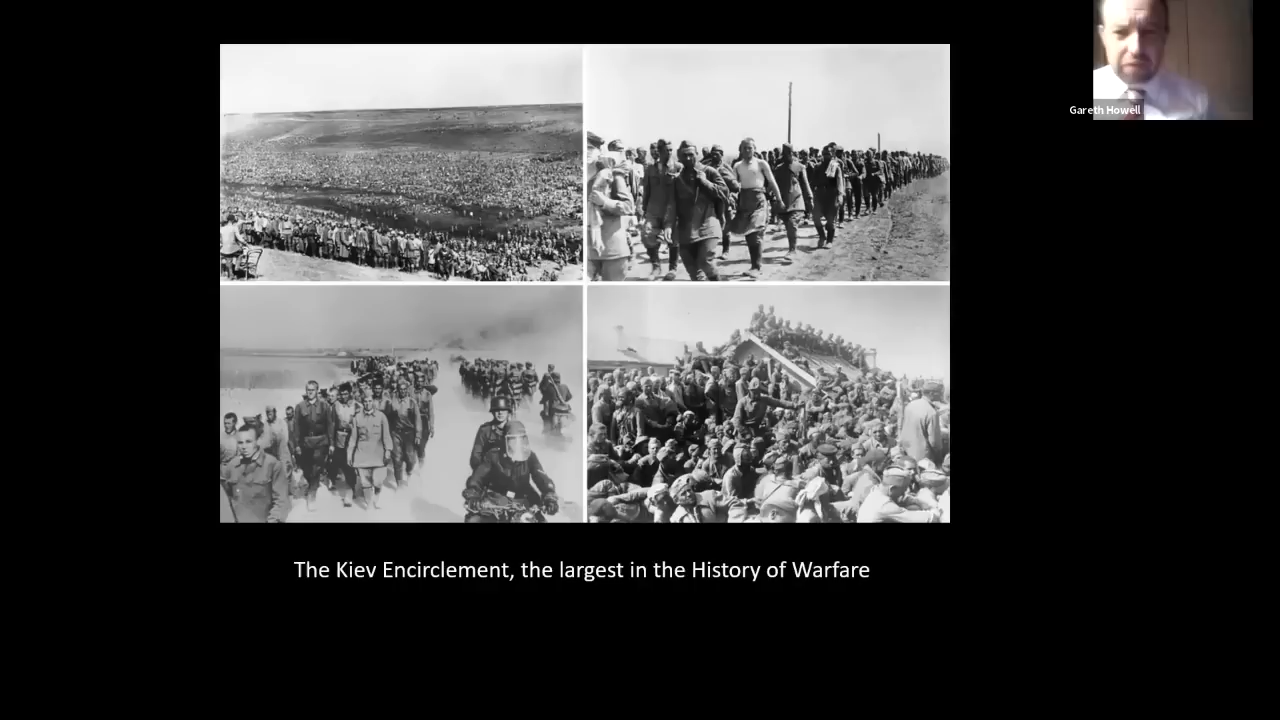 Gareth Howell
The Kiev Encirclement, the largest in the History of Warfare